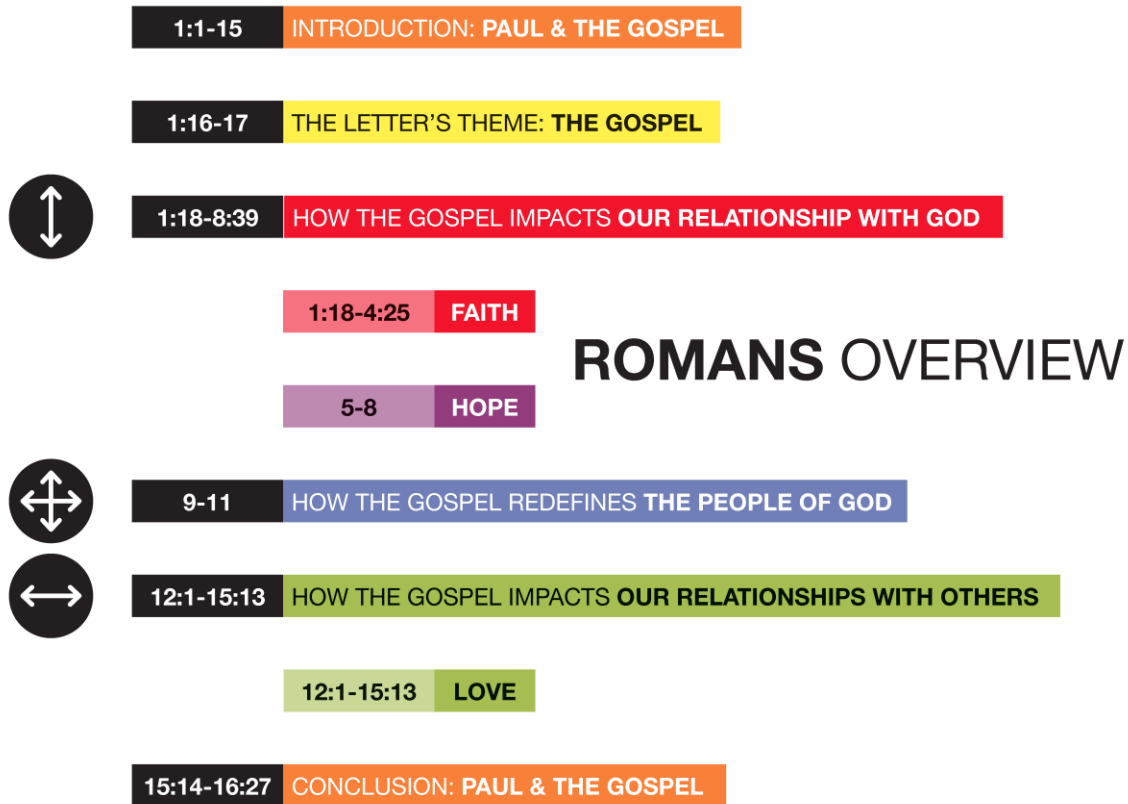 1:1-15 INTRODUCTION: PAUL & THE GOSPEL
1:16-17 THE LETTER'S THEME: THE GOSPEL
1:18-8:39 HOW THE GOSPEL IMPACTS OUR RELATIONSHIP WITH GOD
1:18-4:25 FAITH
ROMANS OVERVIEW
5-8 HOPE
9-11 HOW THE GOSPEL REDEFINES THE PEOPLE OF GOD
12:1-15:13 HOW THE GOSPEL IMPACTS OUR RELATIONSHIPS WITH OTHERS
12:1-15:13 LOVE
15:14-16:27 CONCLUSION: PAUL & THE GOSPEL